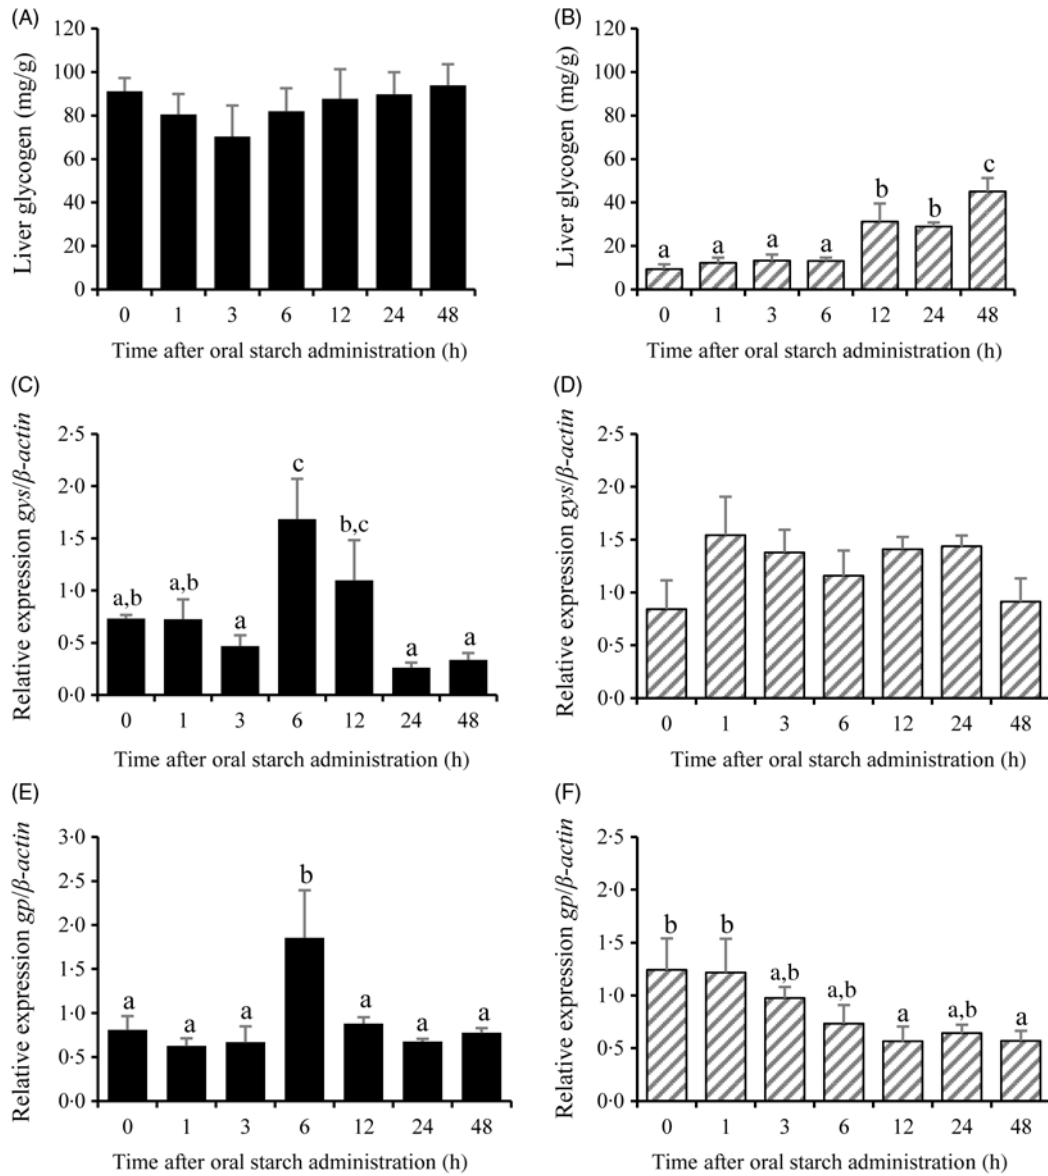 (A)
120
100
80
60
40
20
0
Liver glycogen (mg/g)
0 1 3 6 12 24 48
Time after oral starch administration (h)
(B)
120
100
80
60
40
20
0
Liver glycogen (mg/g)
a a a a b b c
0 1 3 6 12 24 48
Time after oral starch administration (h)
(C)
2·5
2·0
1·5
1·0
0·5
0·0
Relative expression gys/β-actin
a,b a,b a c b,c a a
0 1 3 6 12 24 48
Time after oral starch administration (h)
(D)
2·5
2·0
1·5
1·0
0·5
0·0
Relative expression gys/β-actin
0 1 3 6 12 24 48
Time after oral starch administration (h)
(E)
3·0
2·5
2·0
1·5
1·0
0·5
0·0
Relative expression gp/β-actin
a a a b a a a
0 1 3 6 12 24 48
Time after oral starch administration (h)
(F)
2·5
2·0
1·5
1·0
0·5
0·0
Relative expression gp/β-actin
b b a,b a,b a a,b a
0 1 3 6 12 24 48
Time after oral starch administration (h)